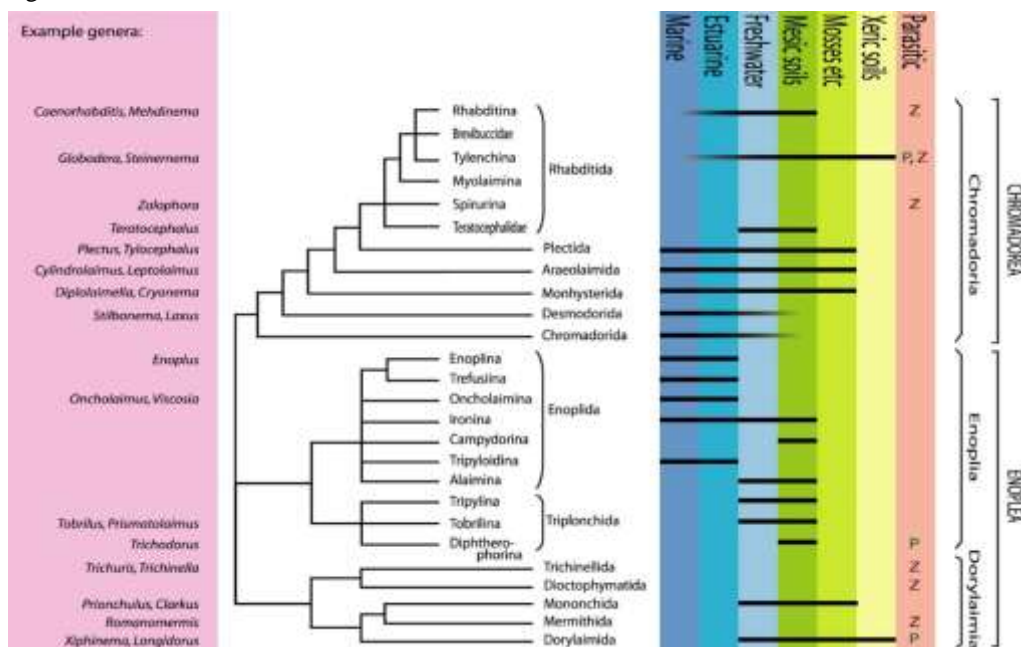 Example genera:
Marine
Estuarine
Freshwater
Mesic soils
Mosses etc
Xeric soils
Parasitic
Caenorhabditis, Mehdinema
Rhabditina
Z
Brevibuccidae
Globodera, Steinernema
Tylenchina
P, Z
Rhabditida
Myolaimina
Zalophora
Spirurina
Z
Teratocephalus
Teratocephalidae
Plectus, Tylocephalus
Plectida
Cylindrolaimus, Leptolaimus
Araeolaimida
Diplolaimella, Cryonema
Monhysterida
Stilbonema, Laxus
Desmodorida
Chromadorida
Chromadoria
CHROMADOREA
Enoplus
Enoplina
Trefusiina
Oncholaimus, Viscosia
Oncholaimina
Enoplida
Ironina
Campydorina
Tripyloidina
Alaimina
Enoplia
ENOPLEA
Tripylina
Tobrilus, Prismatolaimus
Tobrilina
Triplonchida
Trichodorus
Diphthero-
phorina
P
Trichuris, Trichinella
Trichinellida
Z
Dioctophymatida
Z
Prionchulus, Clarkus
Mononchida
Romanomermis
Mermithida
Z
Xiphinema, Longidorus
Dorylaimida
P
Dorylaimia